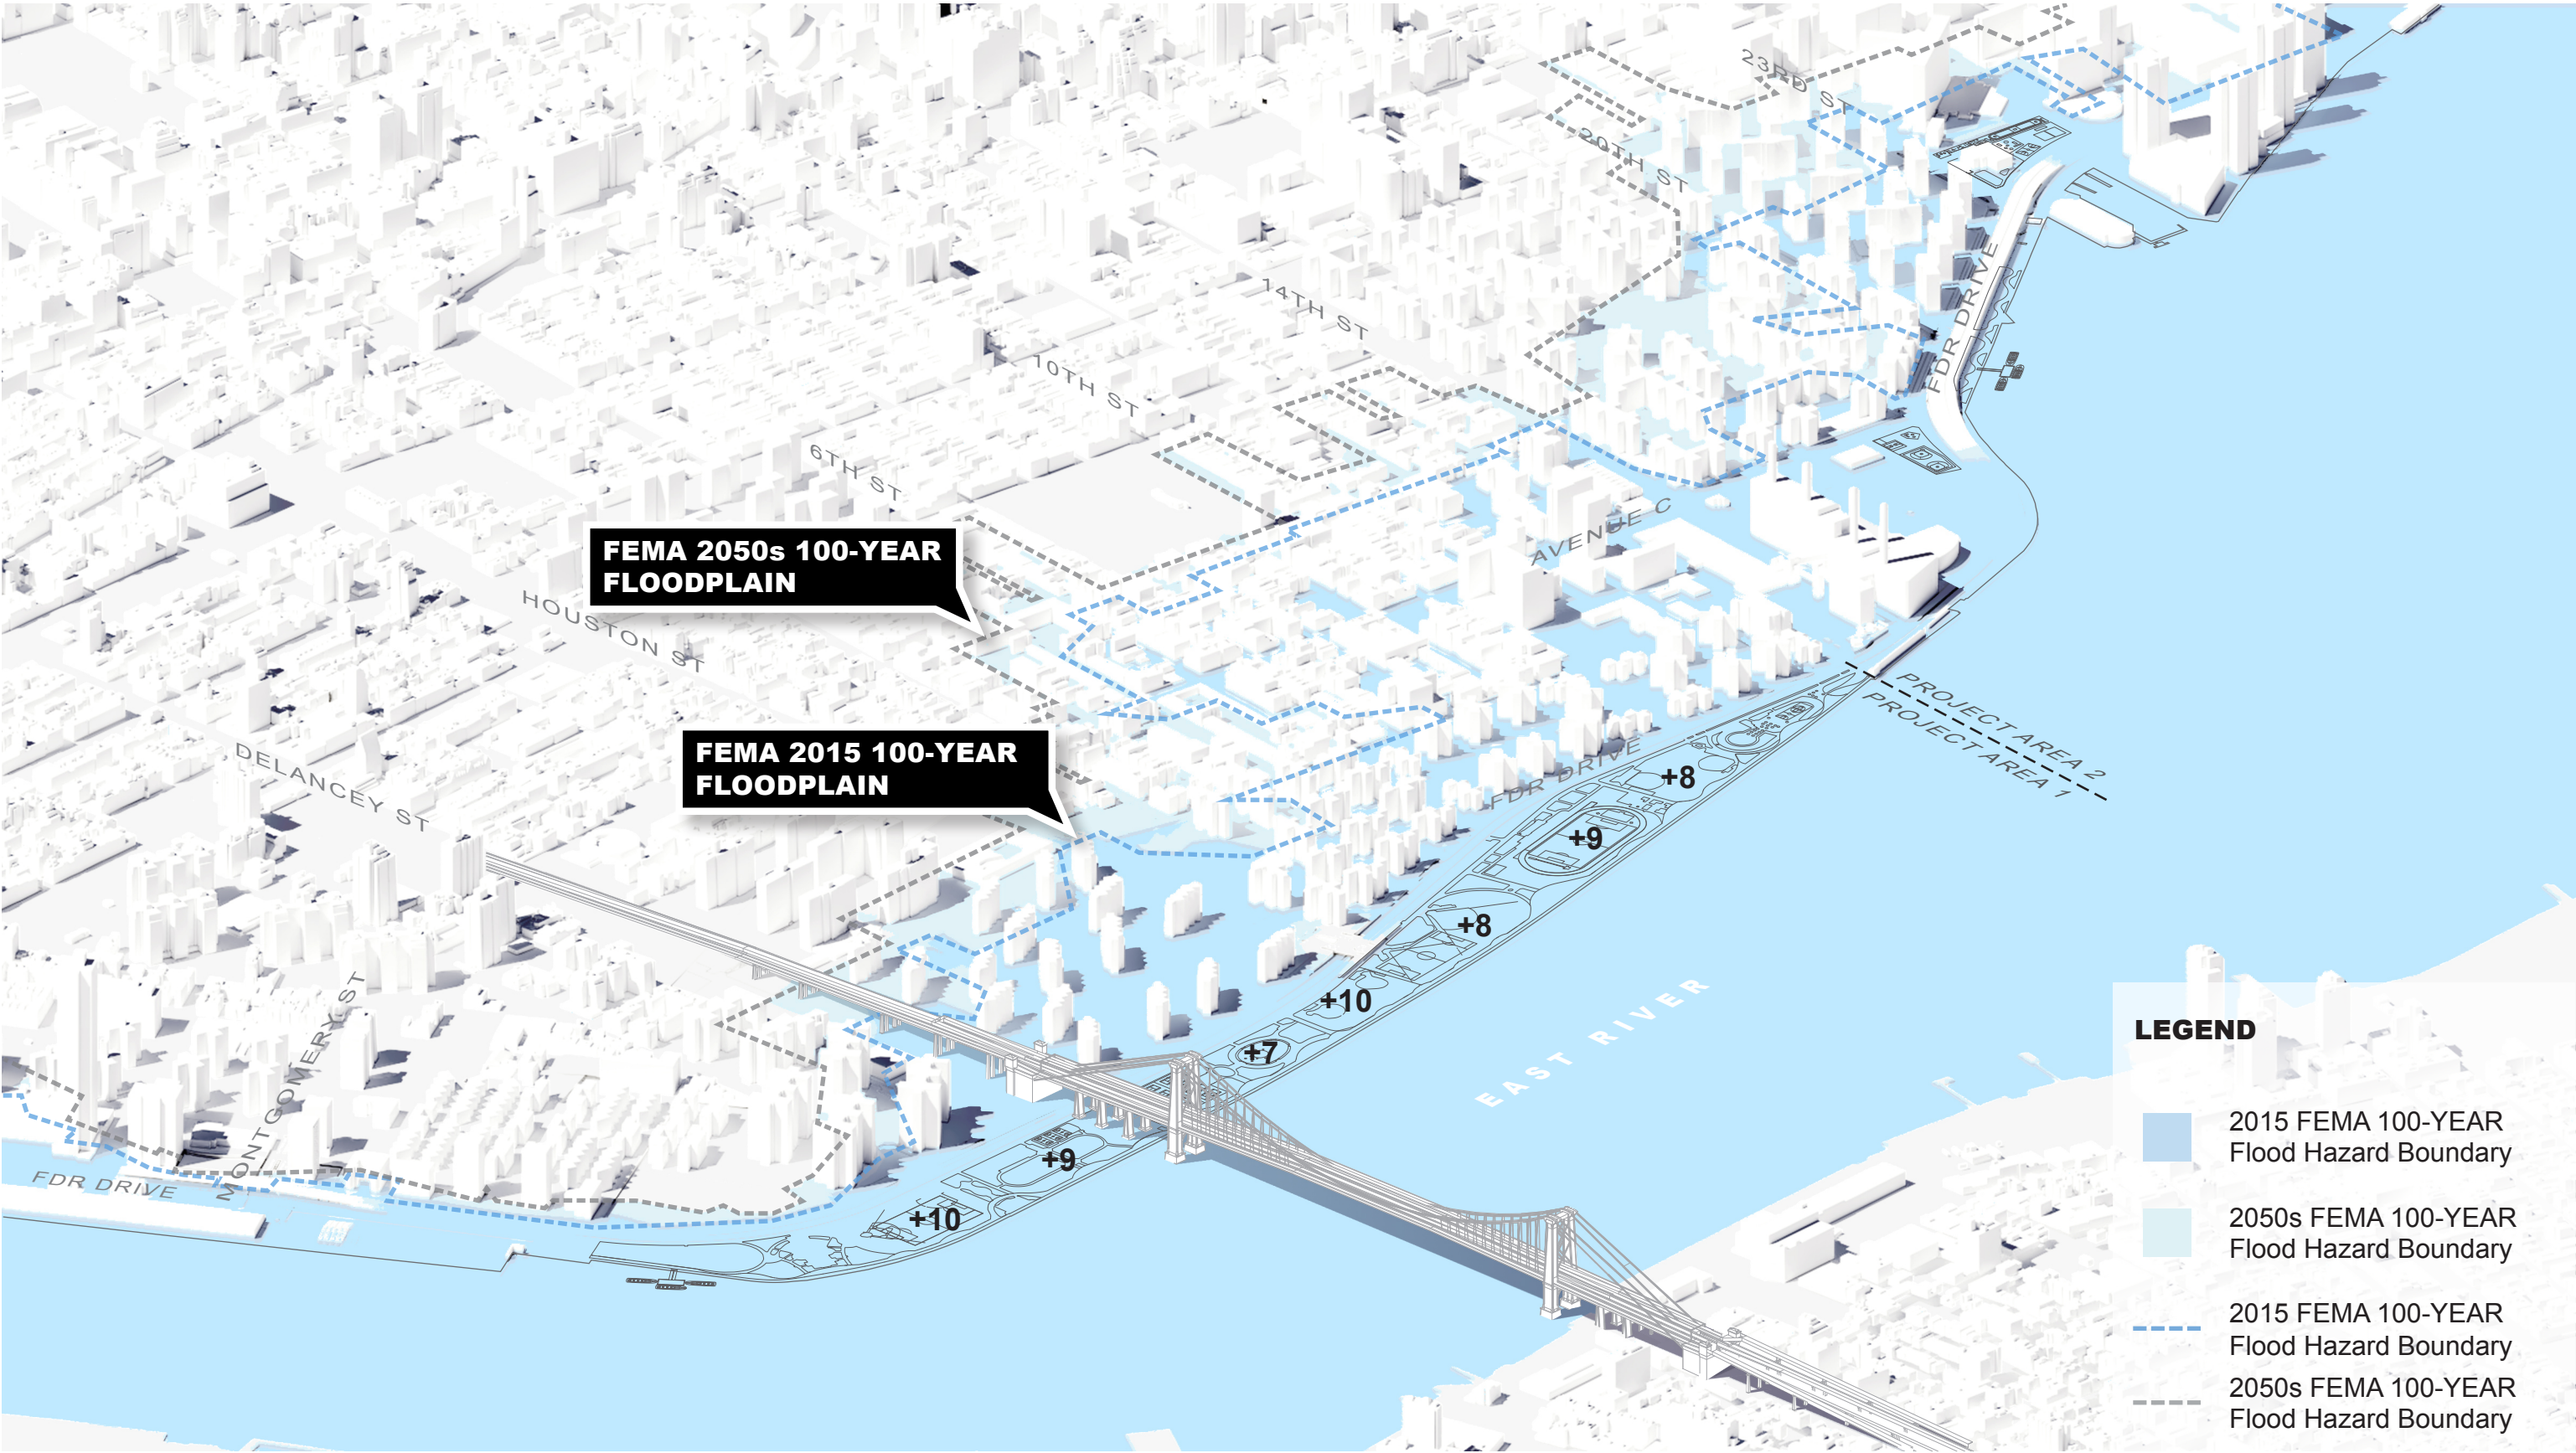 23RD ST
20TH ST
14TH ST
10TH ST
6TH ST
FDR DRIVE
AVENUE C
FEMA 2050s 100-YEAR
FLOODPLAIN
HOUSTON ST
FEMA 2015 100-YEAR
FLOODPLAIN
DELANCEY ST
FDR DRIVE
PROJECT AREA 2
PROJECT AREA 1
+8
+9
+8
+10
+7
+9
+10
MONTGOMERY ST
FDR DRIVE
EAST RIVER
LEGEND
2015 FEMA 100-YEAR
Flood Hazard Boundary
2050s FEMA 100-YEAR
Flood Hazard Boundary
2015 FEMA 100-YEAR
Flood Hazard Boundary
2050s FEMA 100-YEAR
Flood Hazard Boundary